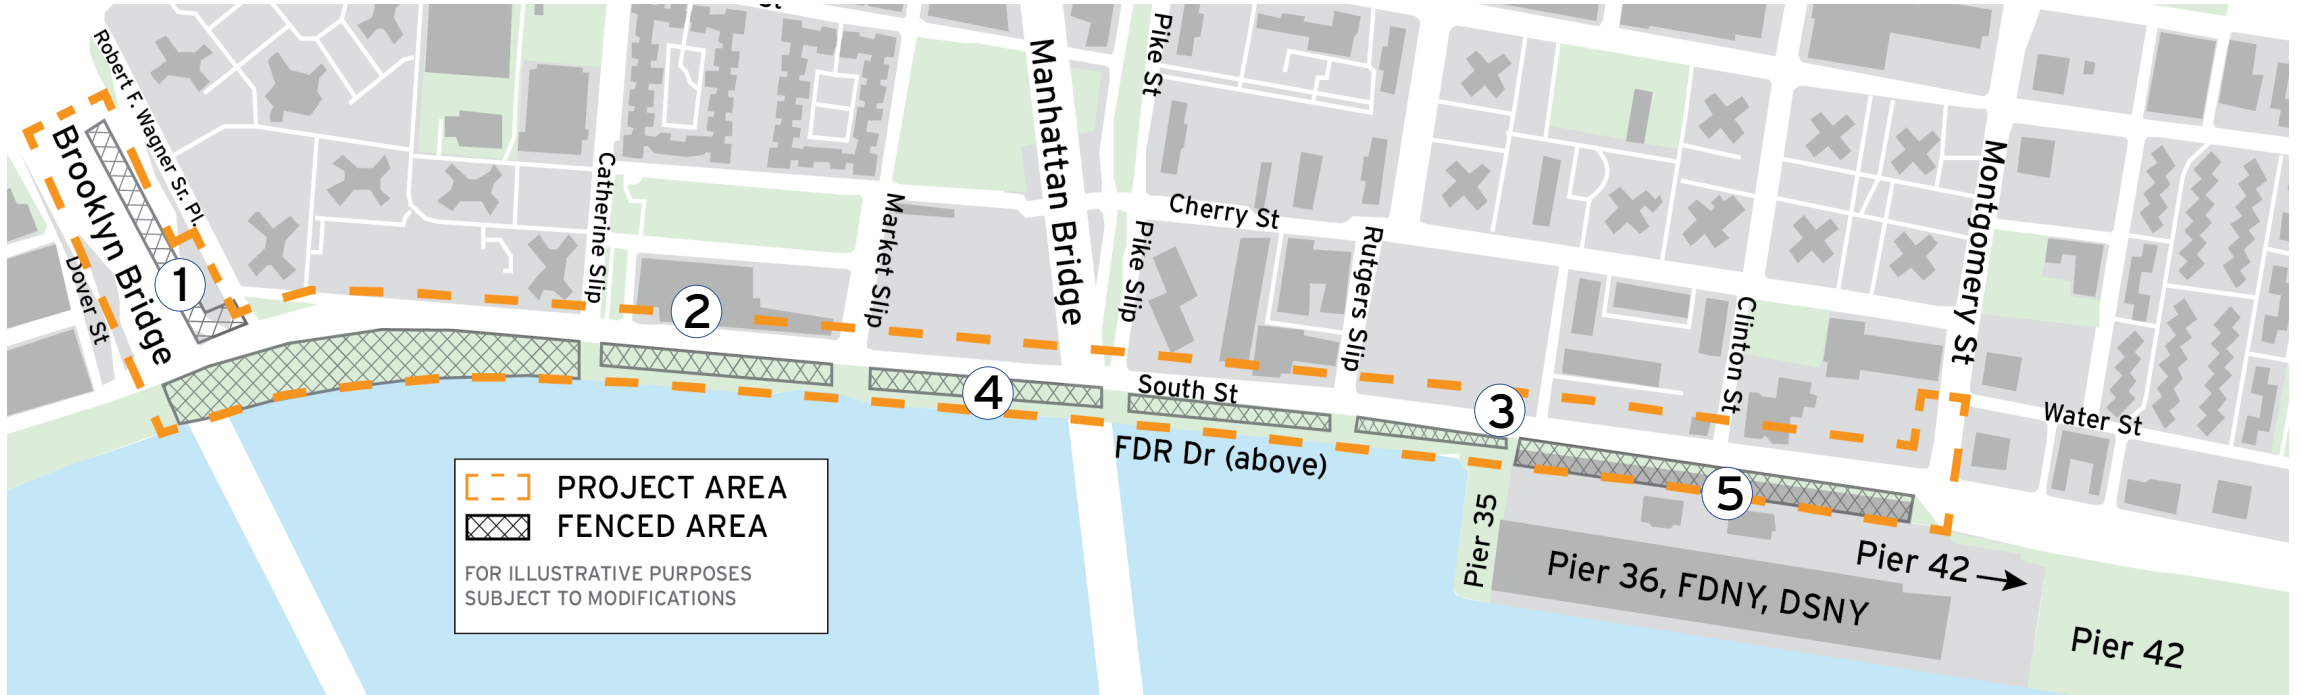 Robert F. Wagner Sr. Pl.
Brooklyn Bridge
Dover St
1
Catherine Slip
2
Market Slip
Manhattan Bridge
Pike St
Pike Slip
Cherry St
Rutgers Slip
4
South St
3
FDR Dr (above)
Clinton St
Montgomery St
Water St
5
Pier 35
Pier 36, FDNY, DSNY
Pier 42
Pier 42
PROJECT AREA
FENCED AREA
FOR ILLUSTRATIVE PURPOSES
SUBJECT TO MODIFICATIONS